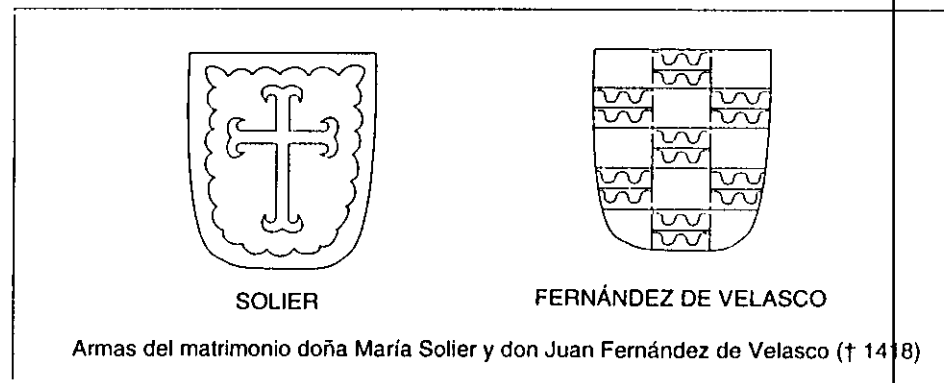 SOLIER
FERNÁNDEZ DE VELASCO
Armas del matrimonio doña María Solier y don Juan Fernández de Velasco († 1418)